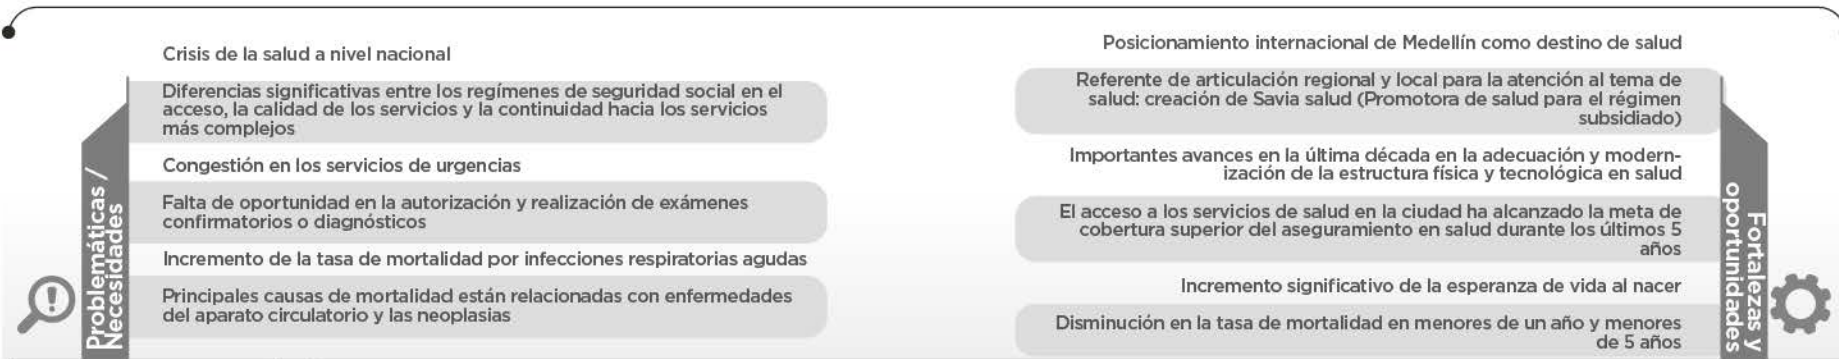 Problemáticas /
Necesidades
Crisis de la salud a nivel nacional
Diferencias significativas entre los regímenes de seguridad social en el
acceso, la calidad de los servicios y la continuidad hacia los servicios
más complejos
Congestión en los servicios de urgencias
Falta de oportunidad en la autorización y realización de exámenes
confirmatorios o diagnósticos
Incremento de la tasa de mortalidad por infecciones respiratorias agudas
Principales causas de mortalidad están relacionadas con enfermedades
del aparato circulatorio y las neoplasias
Fortalezas y
oportunidades
Posicionamiento internacional de Medellín como destino de salud
Referente de articulación regional y local para la atención al tema de
salud: creación de Savia salud (Promotora de salud para el régimen
subsidiado)
Importantes avances en la última década en la adecuación y modern-
ización de la estructura física y tecnológica en salud
El acceso a los servicios de salud en la ciudad ha alcanzado la meta de
cobertura superior del aseguramiento en salud durante los últimos 5
años
Incremento significativo de la esperanza de vida al nacer
Disminución en la tasa de mortalidad en menores de un año y menores
de 5 años